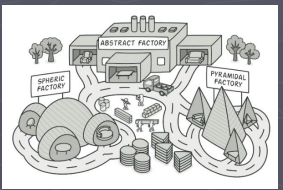 ABSTRACT FACTORY
SPHERIC
FACTORY
PYRAMIDAL
FACTORY